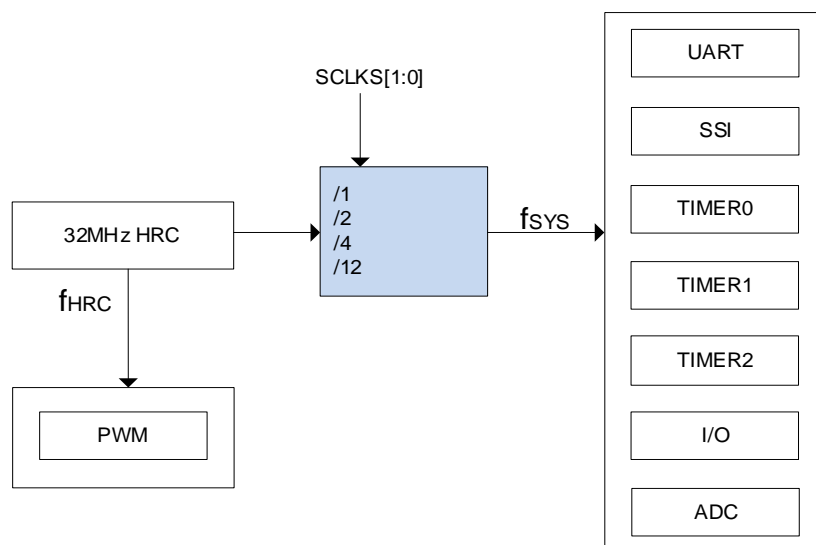 SCLKS[1:0]
32MHz HRC
fHRC
PWM
/1
/2
/4
/12
fSYS
UART
SSI
TIMER0
TIMER1
TIMER2
I/O
ADC